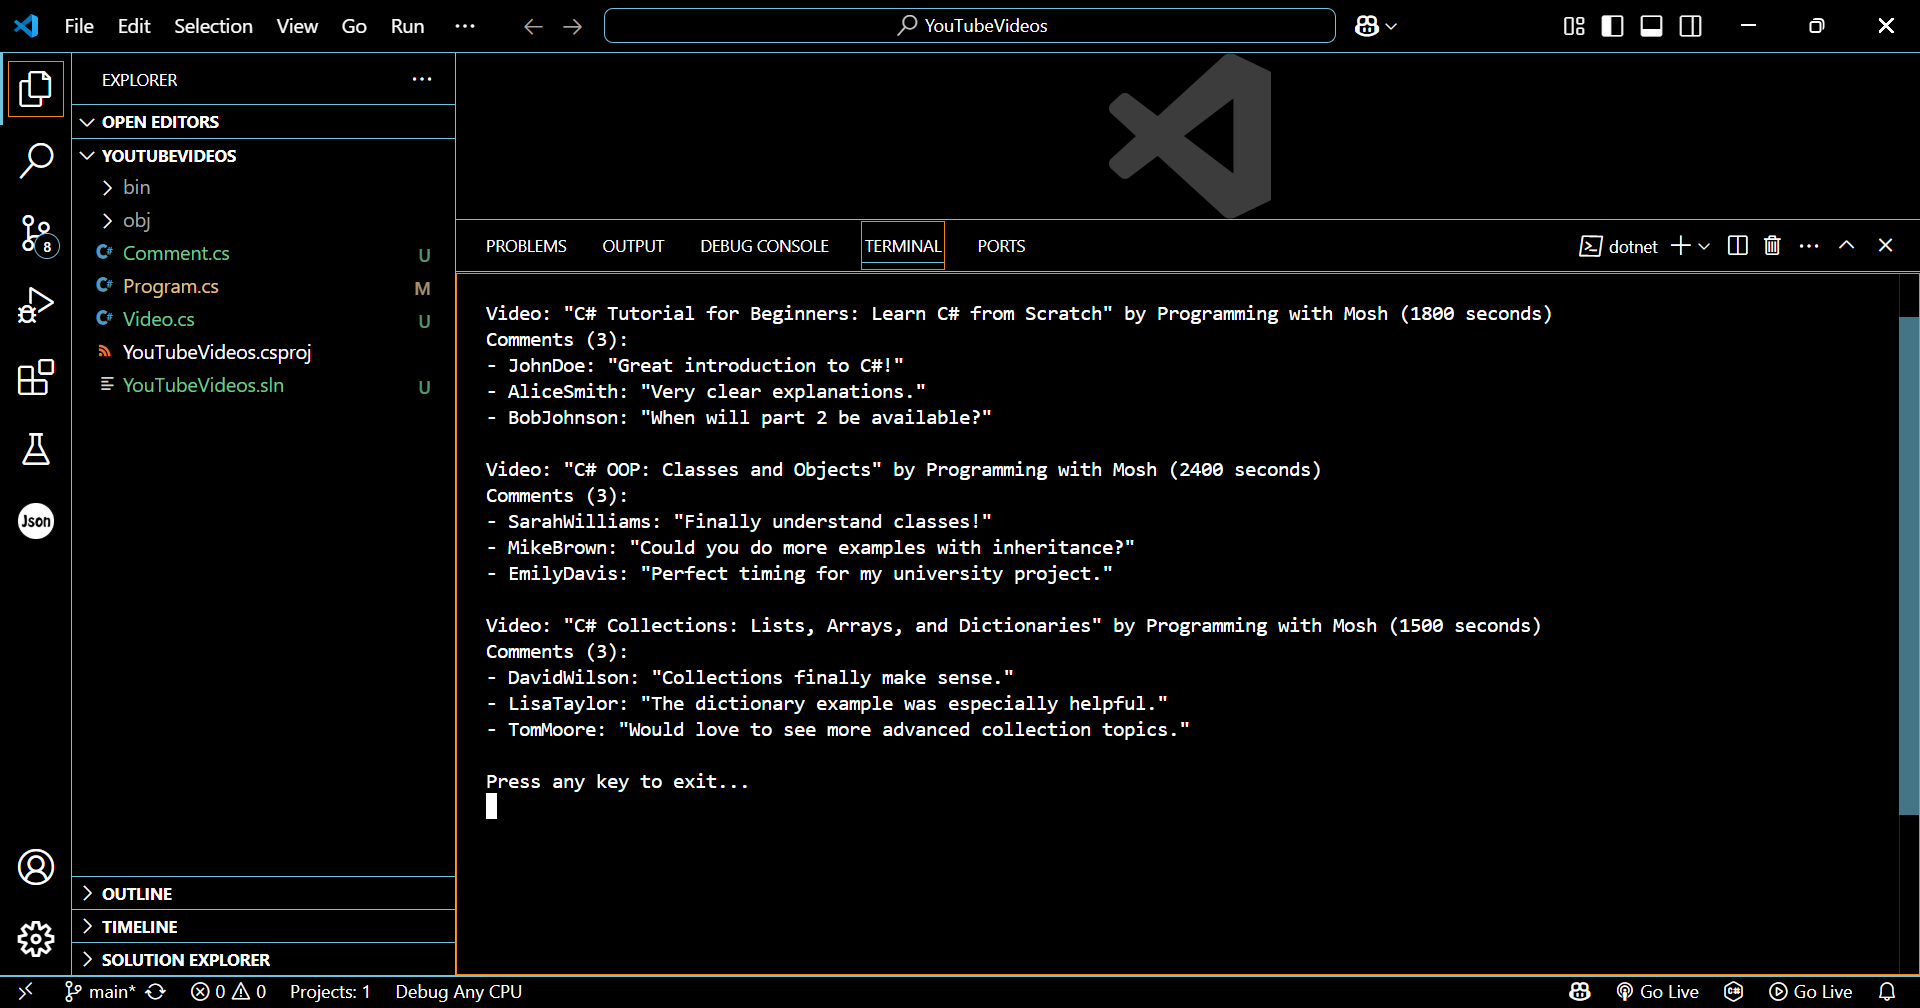 File Edit Selection View Go Run ···
YouTubeVideos
EXPLORER
OPEN EDITORS
YOUTUBEVIDEOS
bin
obj
C# Comment.cs U
C# Program.cs M
C# Video.cs U
YouTubeVideos.csproj
YouTubeVideos.sln U
8
Json
OUTLINE
TIMELINE
SOLUTION EXPLORER
PROBLEMS OUTPUT DEBUG CONSOLE TERMINAL PORTS
dotnet
Video: "C# Tutorial for Beginners: Learn C# from Scratch" by Programming with Mosh (1800 seconds)
Comments (3):
- JohnDoe: "Great introduction to C#!"
- AliceSmith: "Very clear explanations."
- BobJohnson: "When will part 2 be available?"
Video: "C# OOP: Classes and Objects" by Programming with Mosh (2400 seconds)
Comments (3):
- SarahWilliams: "Finally understand classes!"
- MikeBrown: "Could you do more examples with inheritance?"
- EmilyDavis: "Perfect timing for my university project."
Video: "C# Collections: Lists, Arrays, and Dictionaries" by Programming with Mosh (1500 seconds)
Comments (3):
- DavidWilson: "Collections finally make sense."
- LisaTaylor: "The dictionary example was especially helpful."
- TomMoore: "Would love to see more advanced collection topics."
Press any key to exit...
main* 0 0 Projects: 1 Debug Any CPU Go Live C# Go Live